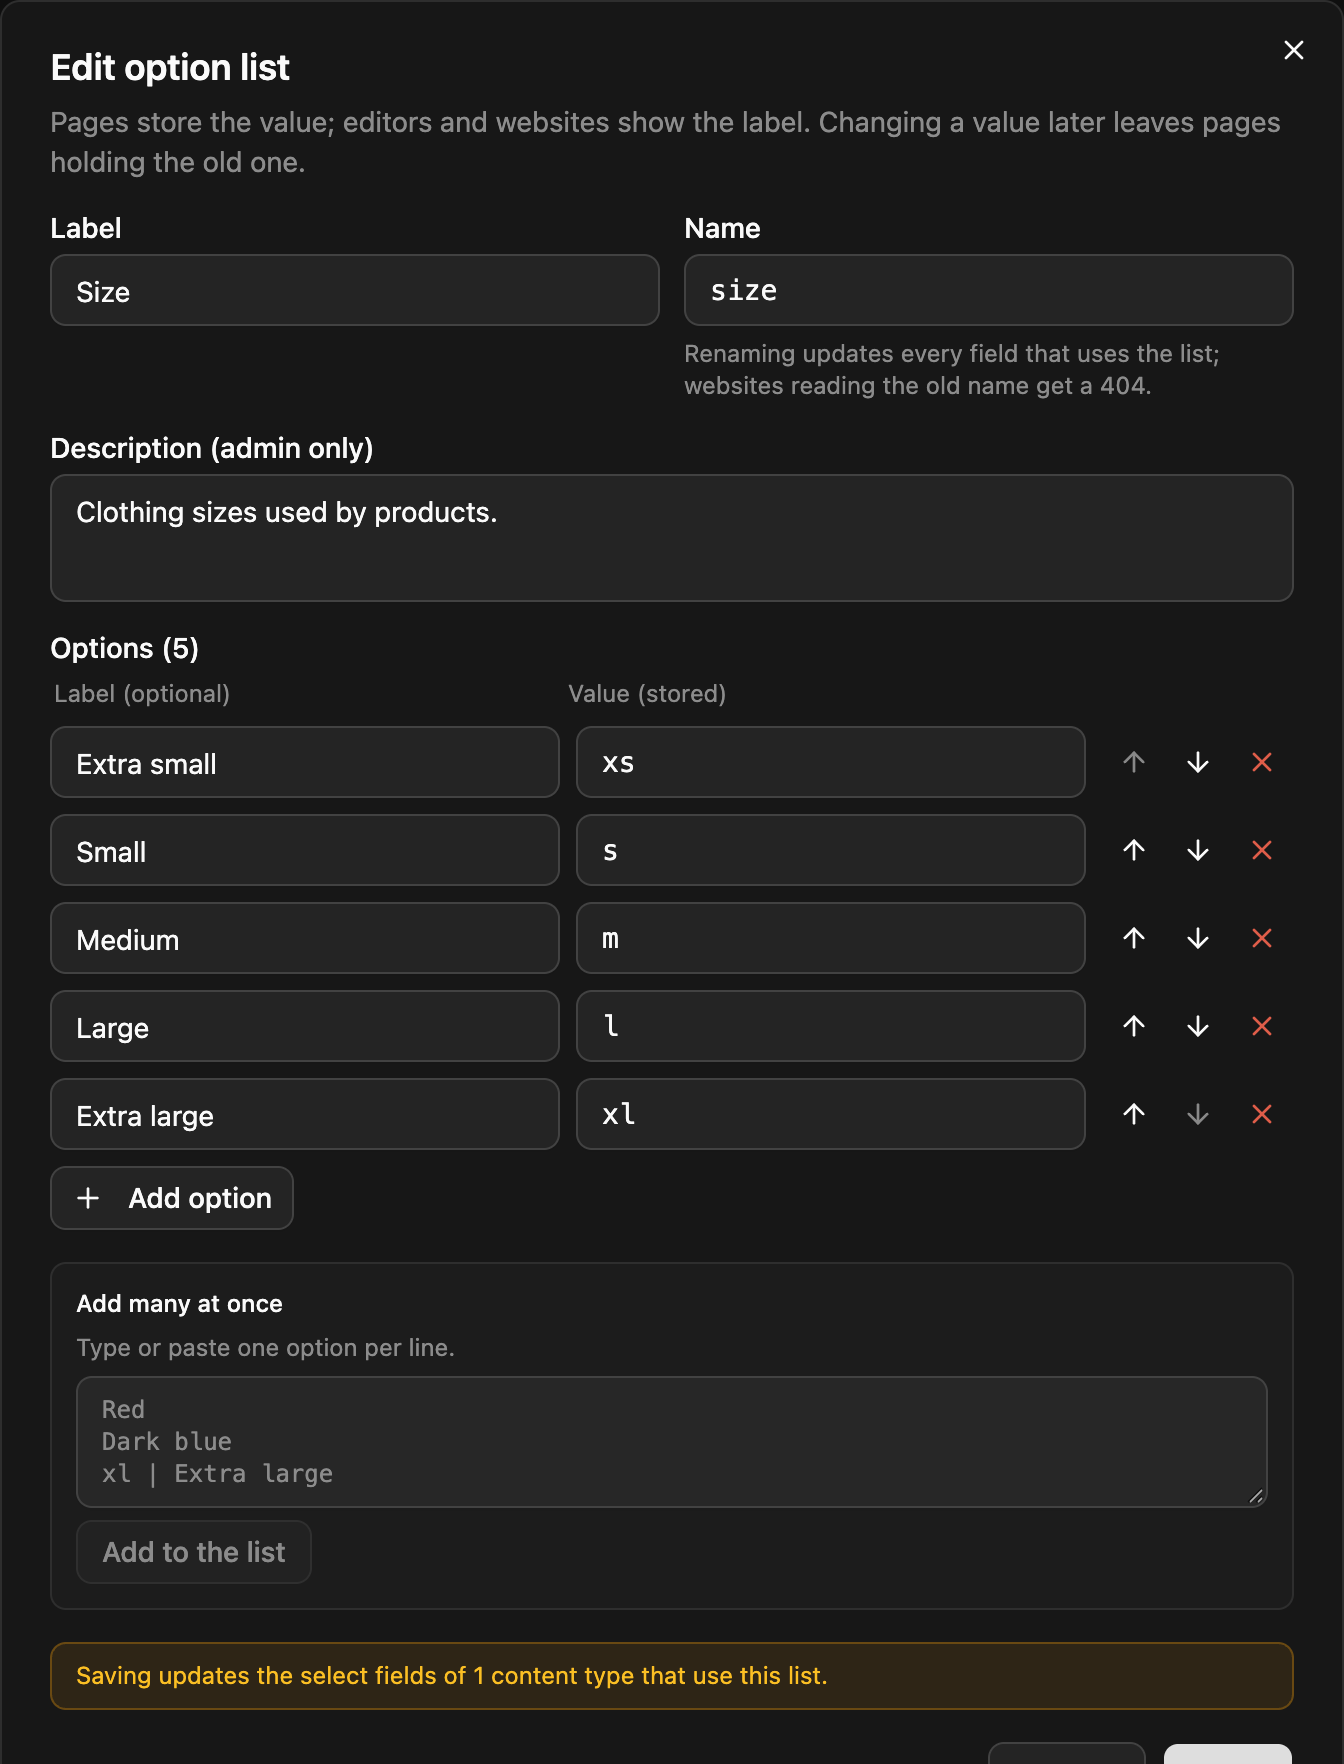 Edit option list
Pages store the value; editors and websites show the label. Changing a value later leaves pages
holding the old one.
Label
Name
Size
size
Renaming updates every field that uses the list;
websites reading the old name get a 404.
Description (admin only)
Clothing sizes used by products.
Options (5)
Label (optional)
Value (stored)
Extra small
xs
Small
s
Medium
m
Large
l
Extra large
xl
Add option
Add many at once
Type or paste one option per line.
Red
Dark blue
xl | Extra large
Add to the list
Saving updates the select fields of 1 content type that use this list.